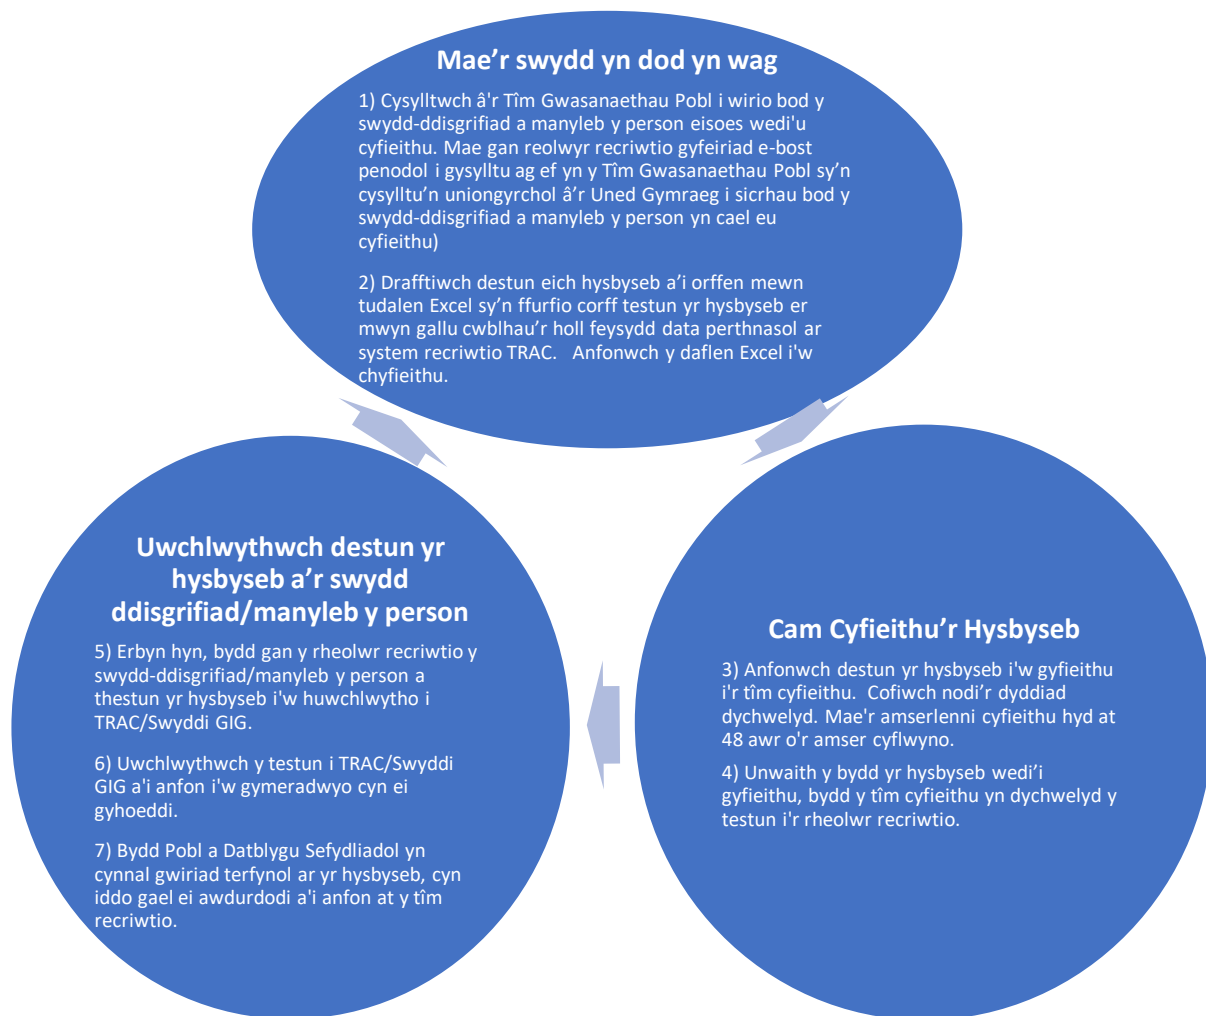 Mae’r swydd yn dod yn wag
1) Cysylltwch â'r Tîm Gwasanaethau Pobl i wirio bod y
swydd-ddisgrifiad a manyleb y person eisoes wedi'u
cyfieithu. Mae gan reolwyr recriwtio gyfeiriad e-bost
penodol i gysylltu ag ef yn y Tîm Gwasanaethau Pobl sy’n
cysylltu’n uniongyrchol â’r Uned Gymraeg i sicrhau bod y
swydd-ddisgrifiad a manyleb y person yn cael eu
cyfieithu)
2) Drafftiwch destun eich hysbyseb a’i orffen mewn
tudalen Excel sy’n ffurfio corff testun yr hysbyseb er
mwyn gallu cwblhau’r holl feysydd data perthnasol ar
system recriwtio TRAC.   Anfonwch y daflen Excel i'w
chyfieithu.
Cam Cyfieithu’r Hysbyseb
3) Anfonwch destun yr hysbyseb i'w gyfieithu
i'r tîm cyfieithu.  Cofiwch nodi’r dyddiad
dychwelyd. Mae'r amserlenni cyfieithu hyd at
48 awr o'r amser cyflwyno.
4) Unwaith y bydd yr hysbyseb wedi’i
gyfieithu, bydd y tîm cyfieithu yn dychwelyd y
testun i'r rheolwr recriwtio.
Uwchlwythwch destun yr
hysbyseb a’r swydd
ddisgrifiad/manyleb y person
5) Erbyn hyn, bydd gan y rheolwr recriwtio y
swydd-ddisgrifiad/manyleb y person a
thestun yr hysbyseb i'w huwchlwytho i
TRAC/Swyddi GIG.
6) Uwchlwythwch y testun i TRAC/Swyddi
GIG a'i anfon i'w gymeradwyo cyn ei
gyhoeddi.
7) Bydd Pobl a Datblygu Sefydliadol yn
cynnal gwiriad terfynol ar yr hysbyseb, cyn
iddo gael ei awdurdodi a'i anfon at y tîm
recriwtio.